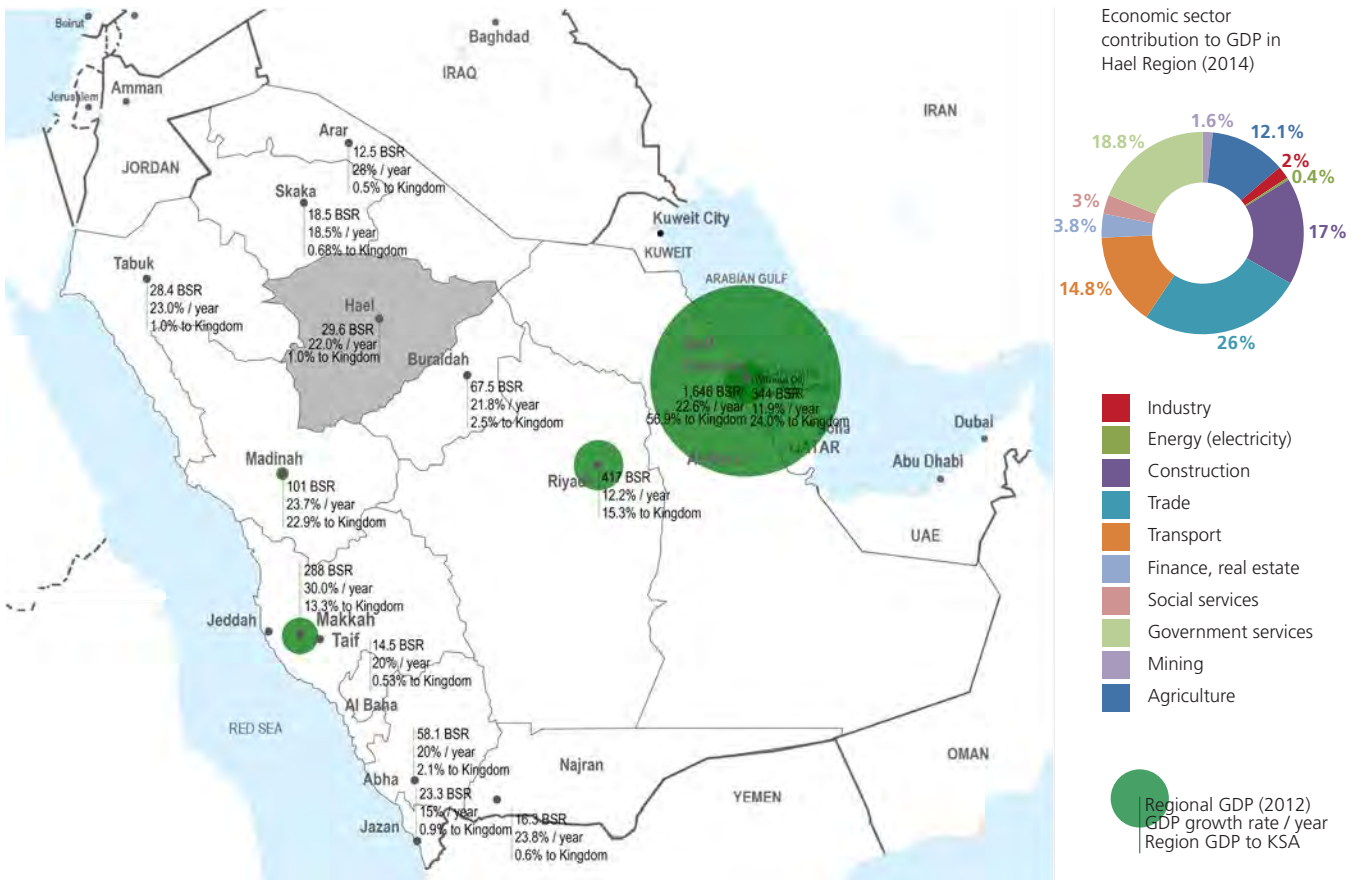 Beirut
Baghdad
IRAQ
IRAN
Jerusalem
Amman
JORDAN
Arar
12.5 BSR
28% / year
0.5% to Kingdom
Skaka
18.5 BSR
18.5% / year
0.68% to Kingdom
Kuweit City
KUWEIT
ARABIAN GULF
Tabuk
28.4 BSR
23.0% / year
1.0% to Kingdom
Hael
29.6 BSR
22.0% / year
1.0% to Kingdom
Buraidah
67.5 BSR
21.8% / year
2.5% to Kingdom
1,646 BSR
22.6% / year
56.9% to Kingdom
(Without Oil)
344 BSR
11.9% / year
24.0% to Kingdom
QATAR
Dubai
Abu Dhabi
UAE
Madinah
101 BSR
23.7% / year
22.9% to Kingdom
417 BSR
12.2% / year
15.3% to Kingdom
288 BSR
30.0% / year
13.3% to Kingdom
Jeddah
Makkah
Taif
14.5 BSR
20% / year
0.53% to Kingdom
Al Baha
RED SEA
58.1 BSR
20% / year
2.1% to Kingdom
Abha
23.3 BSR
15% / year
0.9% to Kingdom
Jazan
Najran
16.3 BSR
23.8% / year
0.6% to Kingdom
YEMEN
OMAN
Economic sector
contribution to GDP in
Hael Region (2014)
1.6%
12.1%
2%
0.4%
17%
26%
14.8%
3.8%
3%
18.8%
Industry
Energy (electricity)
Construction
Trade
Transport
Finance, real estate
Social services
Government services
Mining
Agriculture
Regional GDP (2012)
GDP growth rate / year
Region GDP to KSA